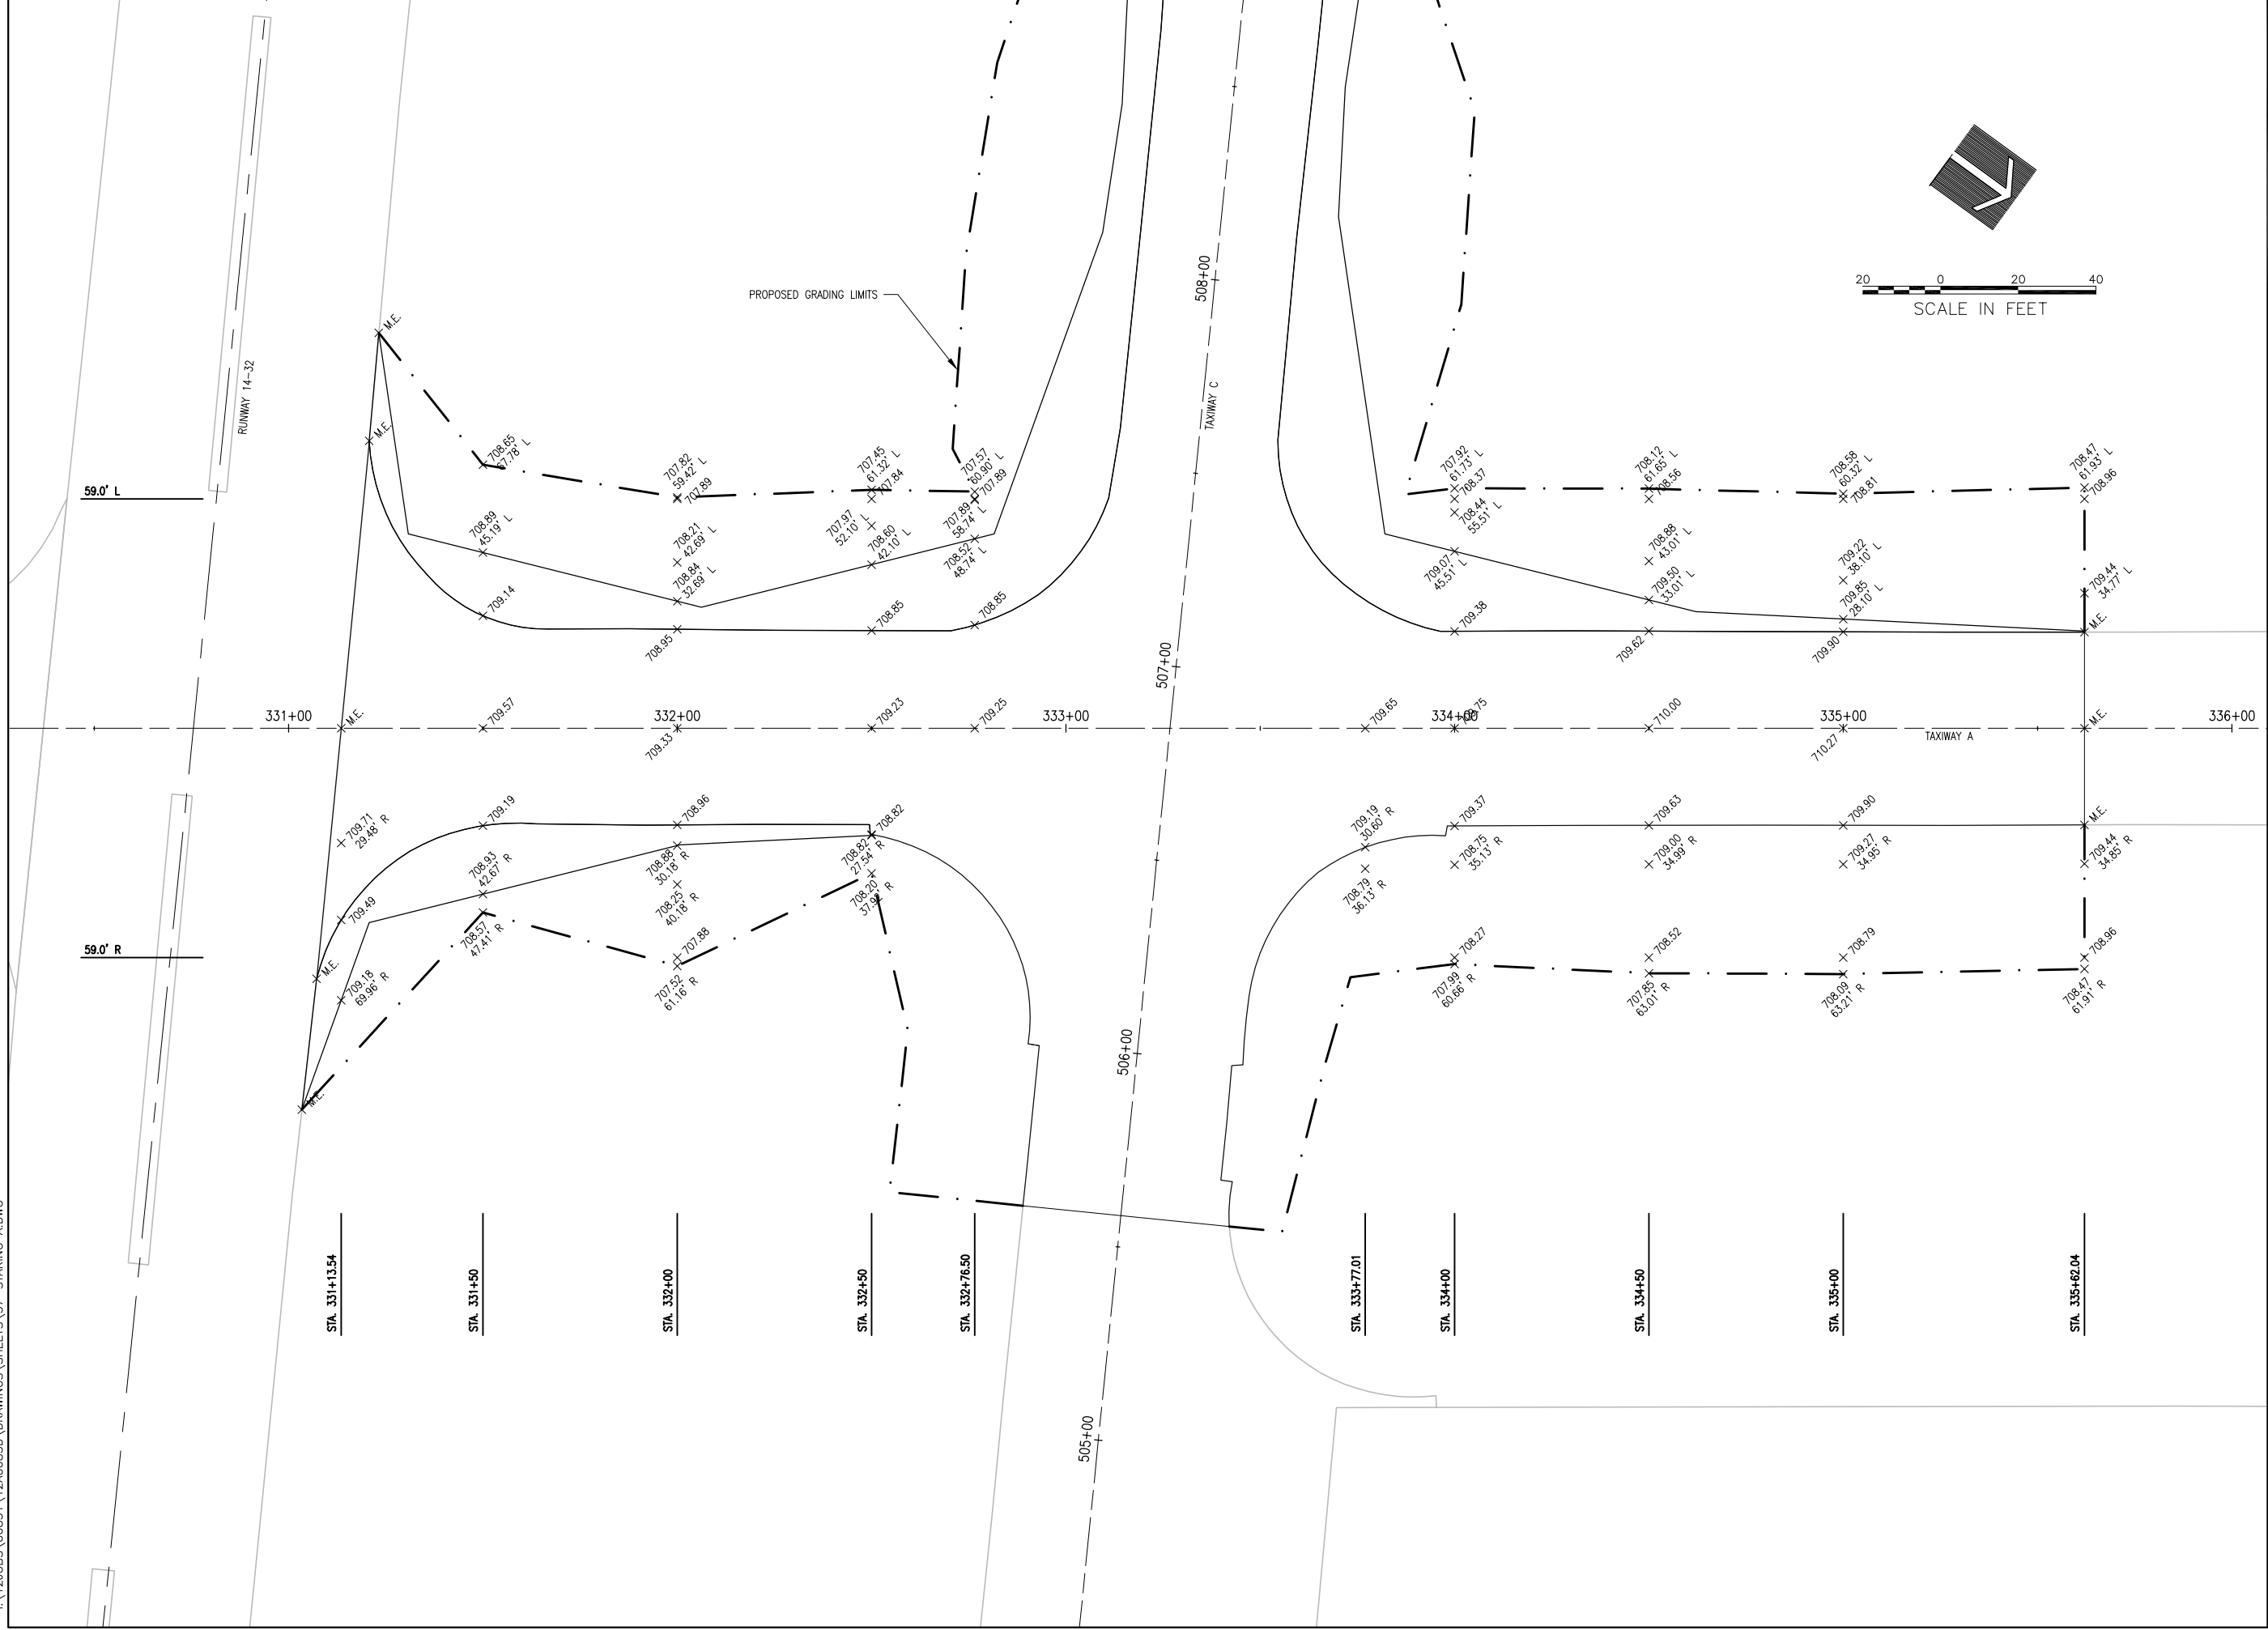 20 0 20 40
SCALE IN FEET
PROPOSED GRADING LIMITS
RUNWAY 14-32
508+00
TAXIWAY C
M.E.
M.E.
59.0' L
708.65
67.78' L
707.82
59.42' L
707.89
707.45
61.32' L
707.84
707.57
60.90' L
707.89
707.92
61.73' L
708.37
708.12
61.65' L
708.56
708.58
60.32' L
708.81
708.47
61.93' L
708.96
708.89
45.19' L
708.21
42.69' L
707.97
52.10' L
707.89
58.74' L
708.44
55.51' L
708.88
43.01' L
709.22
38.10' L
708.84
32.69' L
708.60
42.10' L
708.52
48.74' L
709.07
45.51' L
709.50
33.01' L
709.85
28.10' L
709.44
34.77' L
709.14
708.95
708.85
708.85
709.38
709.62
709.90
M.E.
507+00
331+00
332+00
333+00
334+00
335+00
336+00
M.E.
709.57
709.33
709.23
709.25
709.65
709.75
710.00
710.27
TAXIWAY A
M.E.
709.71
29.48' R
709.19
708.96
708.82
709.19
30.60' R
709.37
709.63
709.90
M.E.
708.93
42.67' R
708.88
30.18' R
708.82
27.54' R
708.79
36.13' R
708.75
35.13' R
709.00
34.99' R
709.27
34.95' R
709.44
34.85' R
709.49
708.25
40.18' R
708.20
37.92' R
59.0' R
M.E.
708.57
47.41' R
707.88
708.27
708.52
708.79
708.96
709.18
69.96' R
707.52
61.16' R
707.99
60.66' R
707.85
63.01' R
708.09
63.21' R
708.47
61.91' R
506+00
M.E.
STA. 331+13.54
STA. 331+50
STA. 332+00
STA. 332+50
STA. 332+76.50
STA. 333+77.01
STA. 334+00
STA. 334+50
STA. 335+00
STA. 335+62.04
505+00